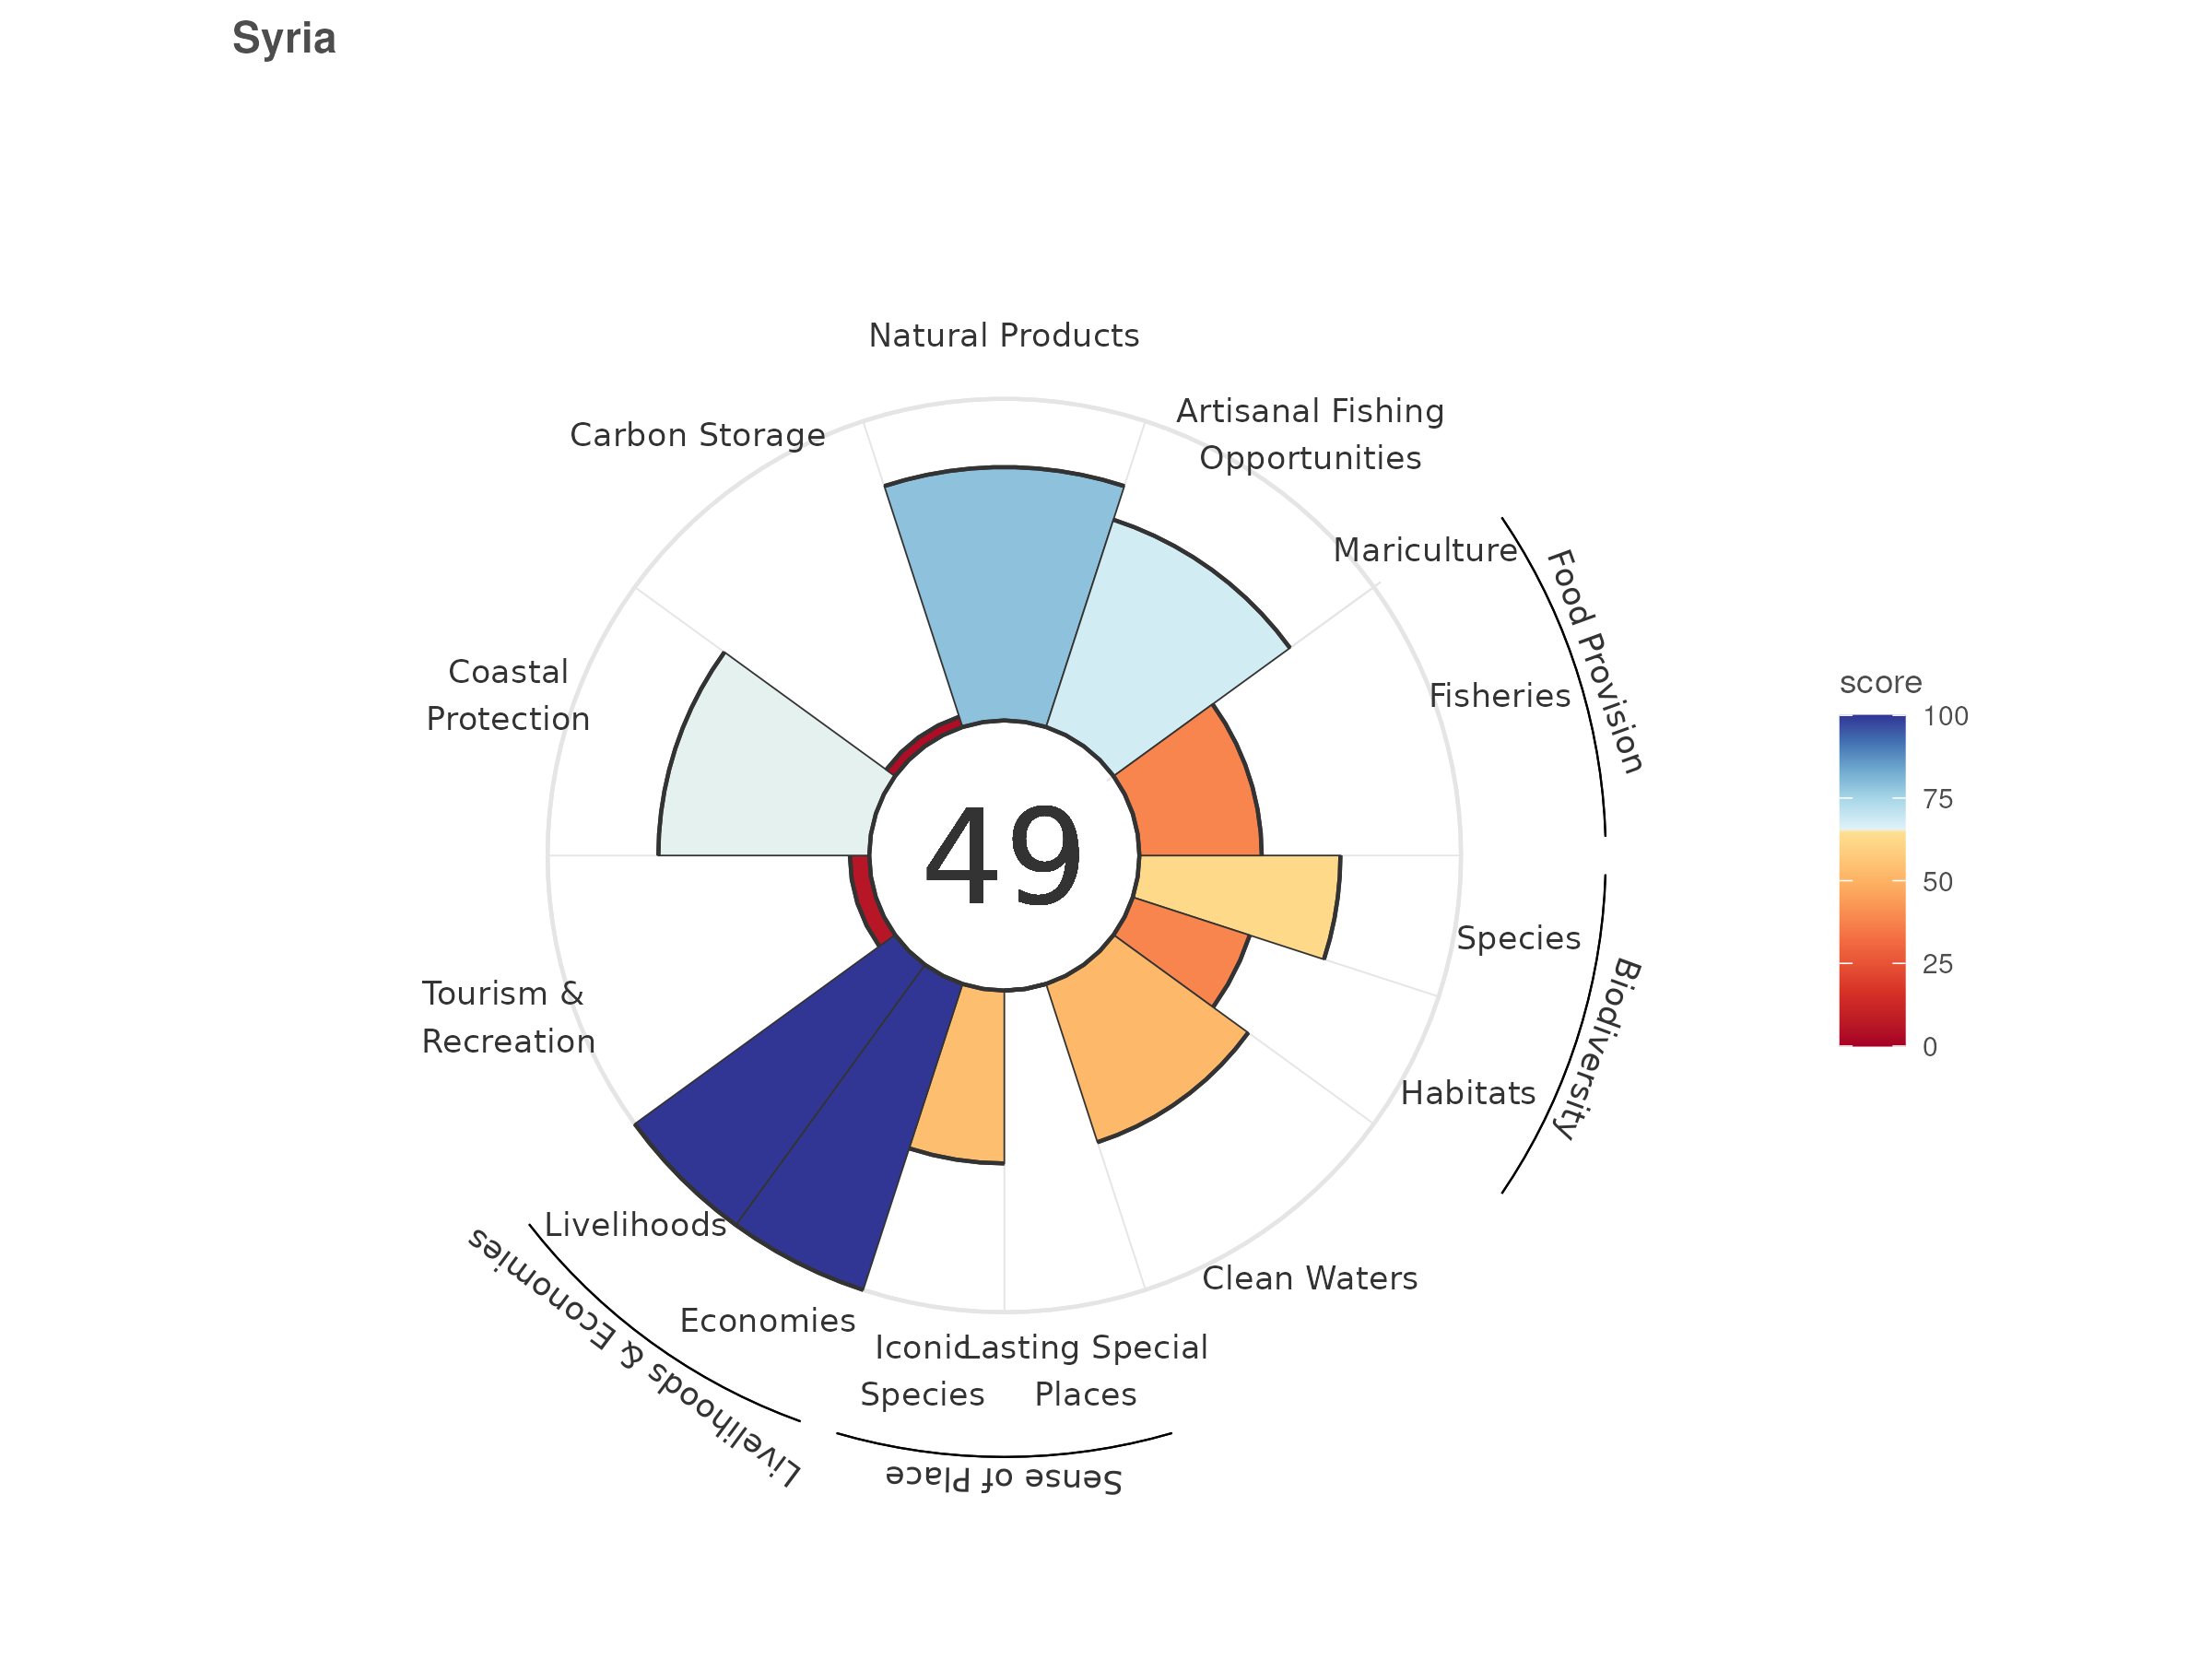 Syria
Natural Products
Artisanal Fishing
Opportunities
Carbon Storage
Mariculture
Food Provision
Fisheries
Coastal
Protection
score
100
75
50
25
0
49
Species
Biodiversity
Habitats
Tourism &
Recreation
Livelihoods
Livelihoods & Economies
Economies
Clean Waters
Iconic
Species
Lasting Special
Places
Sense of Place